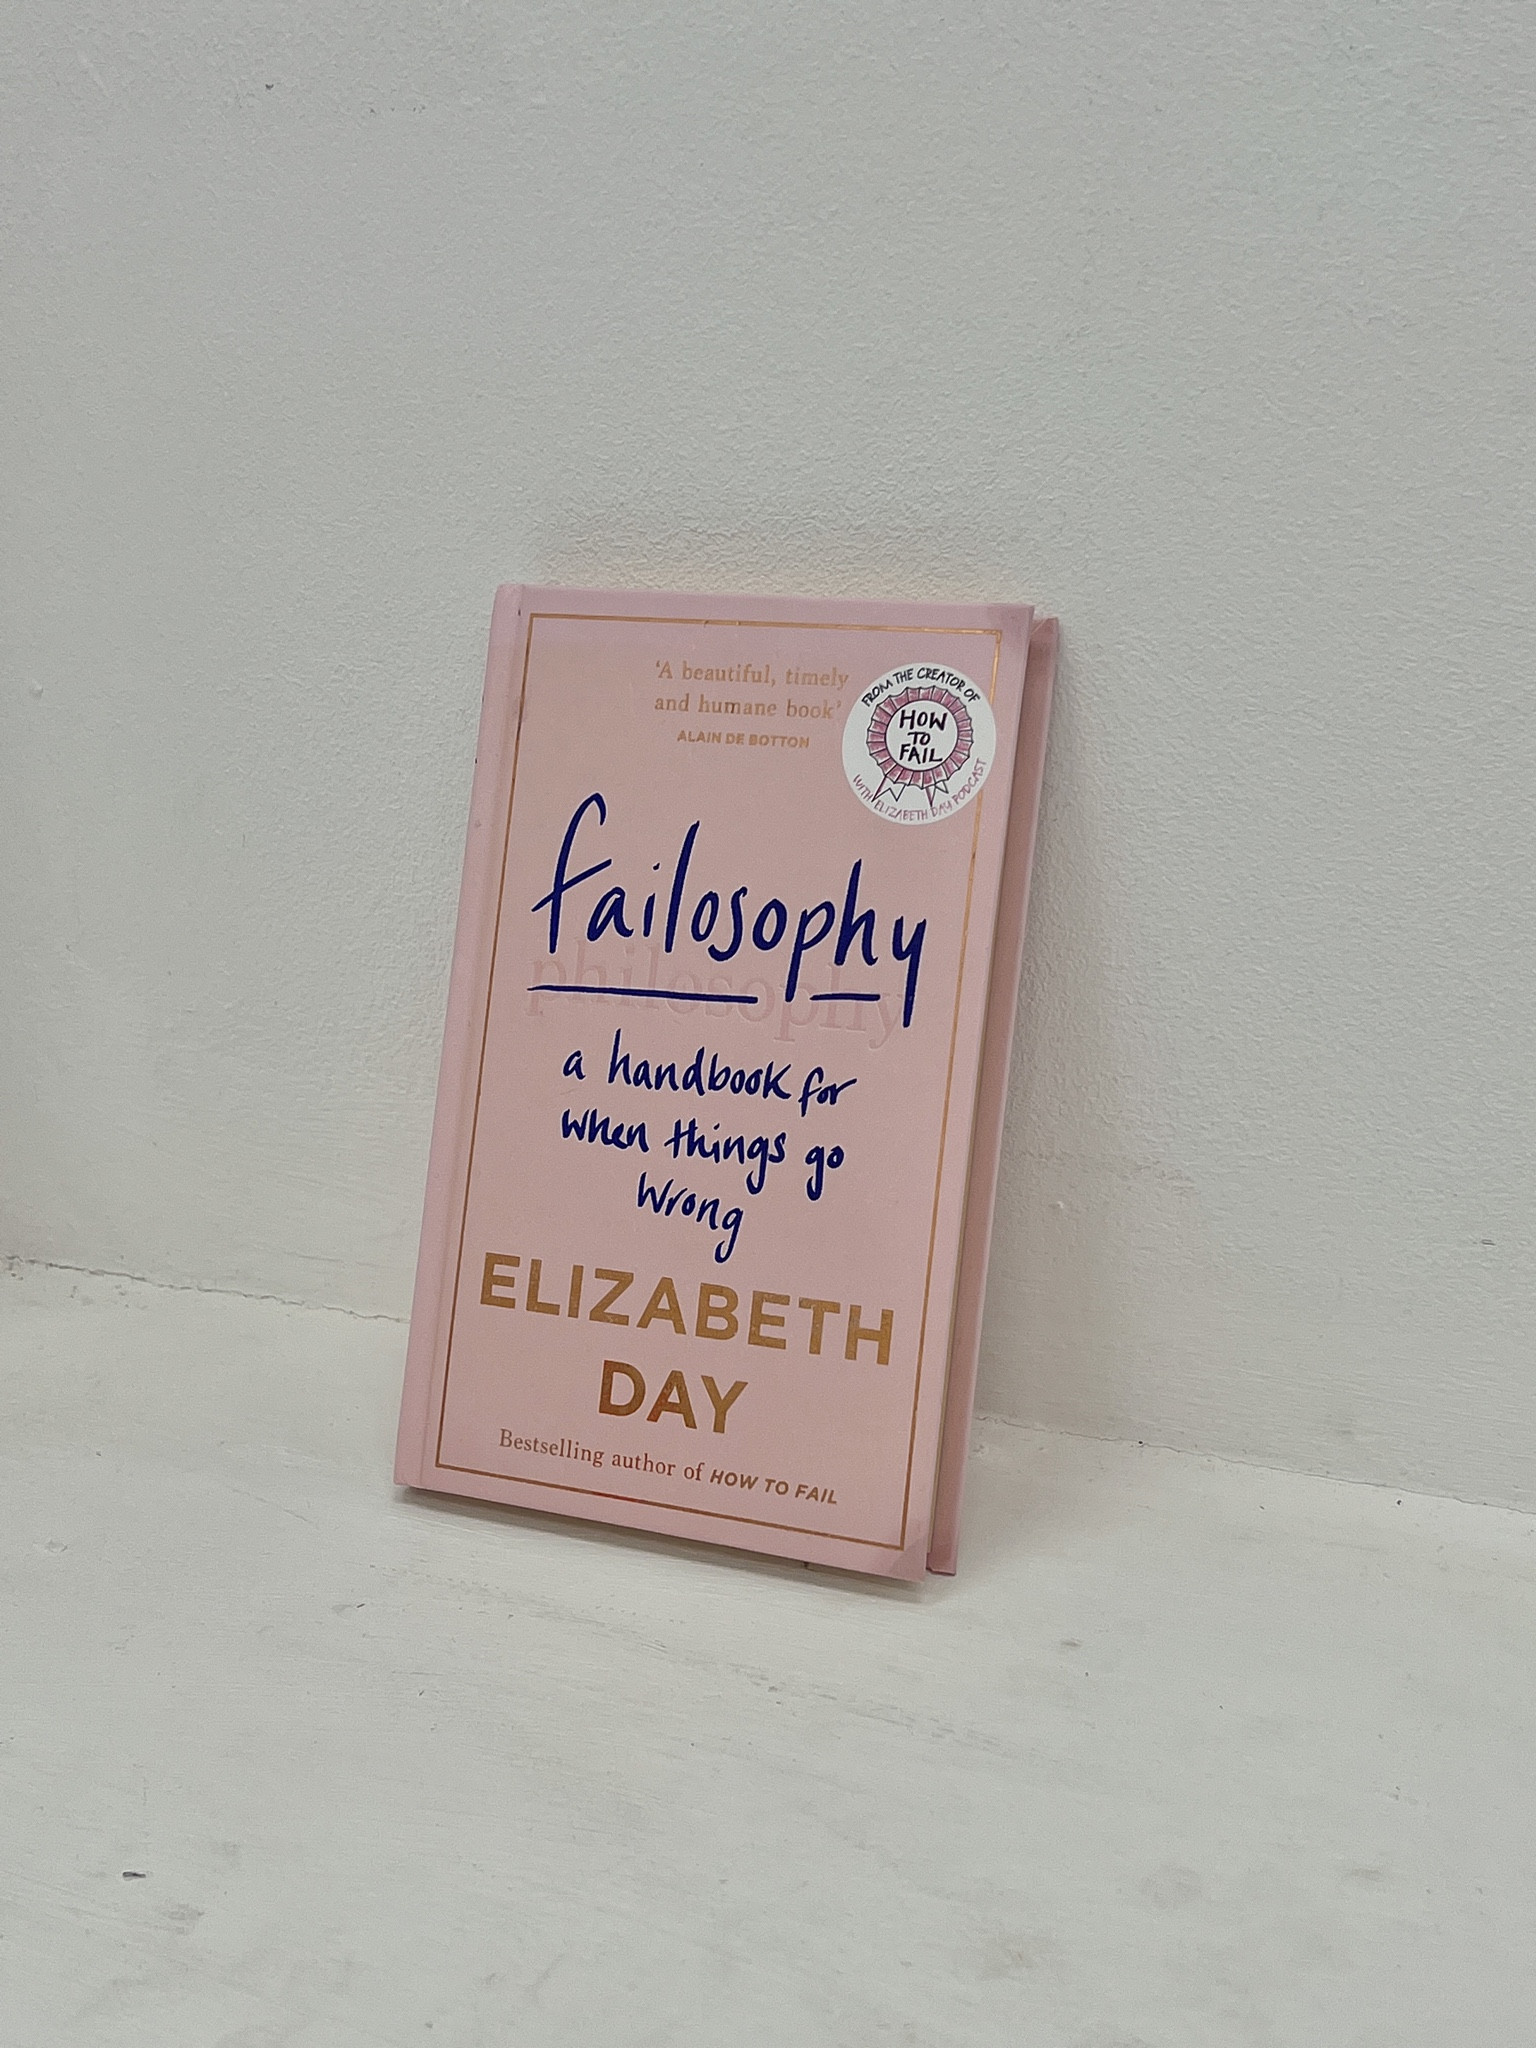 'A beautiful, timely
and humane book'
ALAIN DE BOTTON
FROM THE CREATOR OF
HOW
TO
FAIL
WITH ELIZABETH DAY PODCAST
failosophy
philosophy
a handbook for
when things go
wrong
ELIZABETH
DAY
Bestselling author of HOW TO FAIL